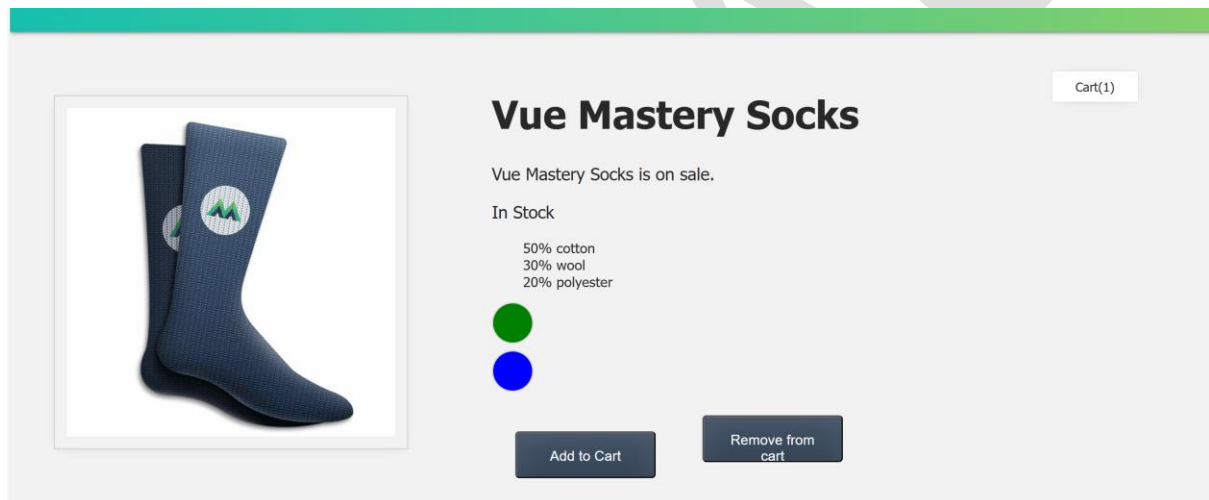 Cart(1)
Vue Mastery Socks
Vue Mastery Socks is on sale.
In Stock
50% cotton
30% wool
20% polyester
Add to Cart
Remove from
cart